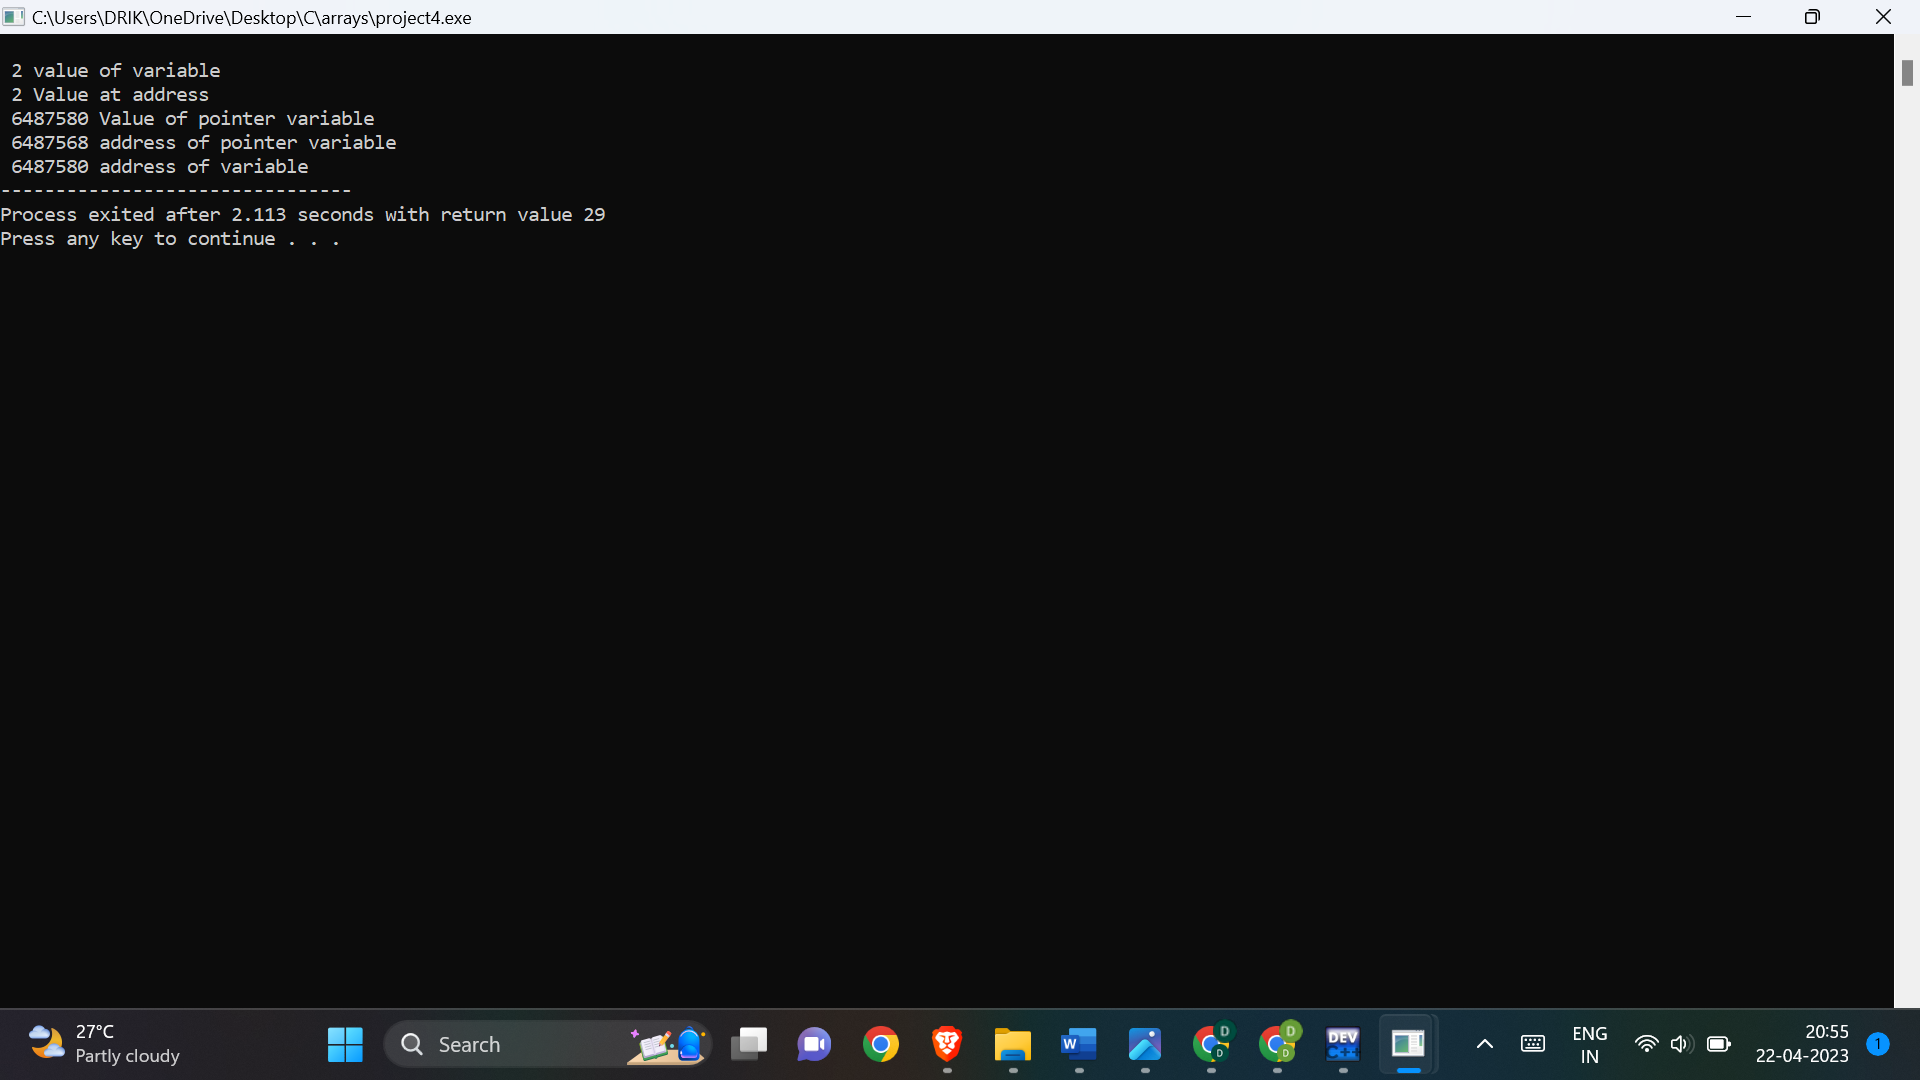 C:\Users\DRIK\OneDrive\Desktop\C\arrays\project4.exe
2 value of variable
2 Value at address
6487580 Value of pointer variable
6487568 address of pointer variable
6487580 address of variable
--------------------------------
Process exited after 2.113 seconds with return value 29
Press any key to continue . . .
27°C
Partly cloudy
Search
W
D
D
D
D
DEV
C++
ENG
IN
20:55
22-04-2023
1